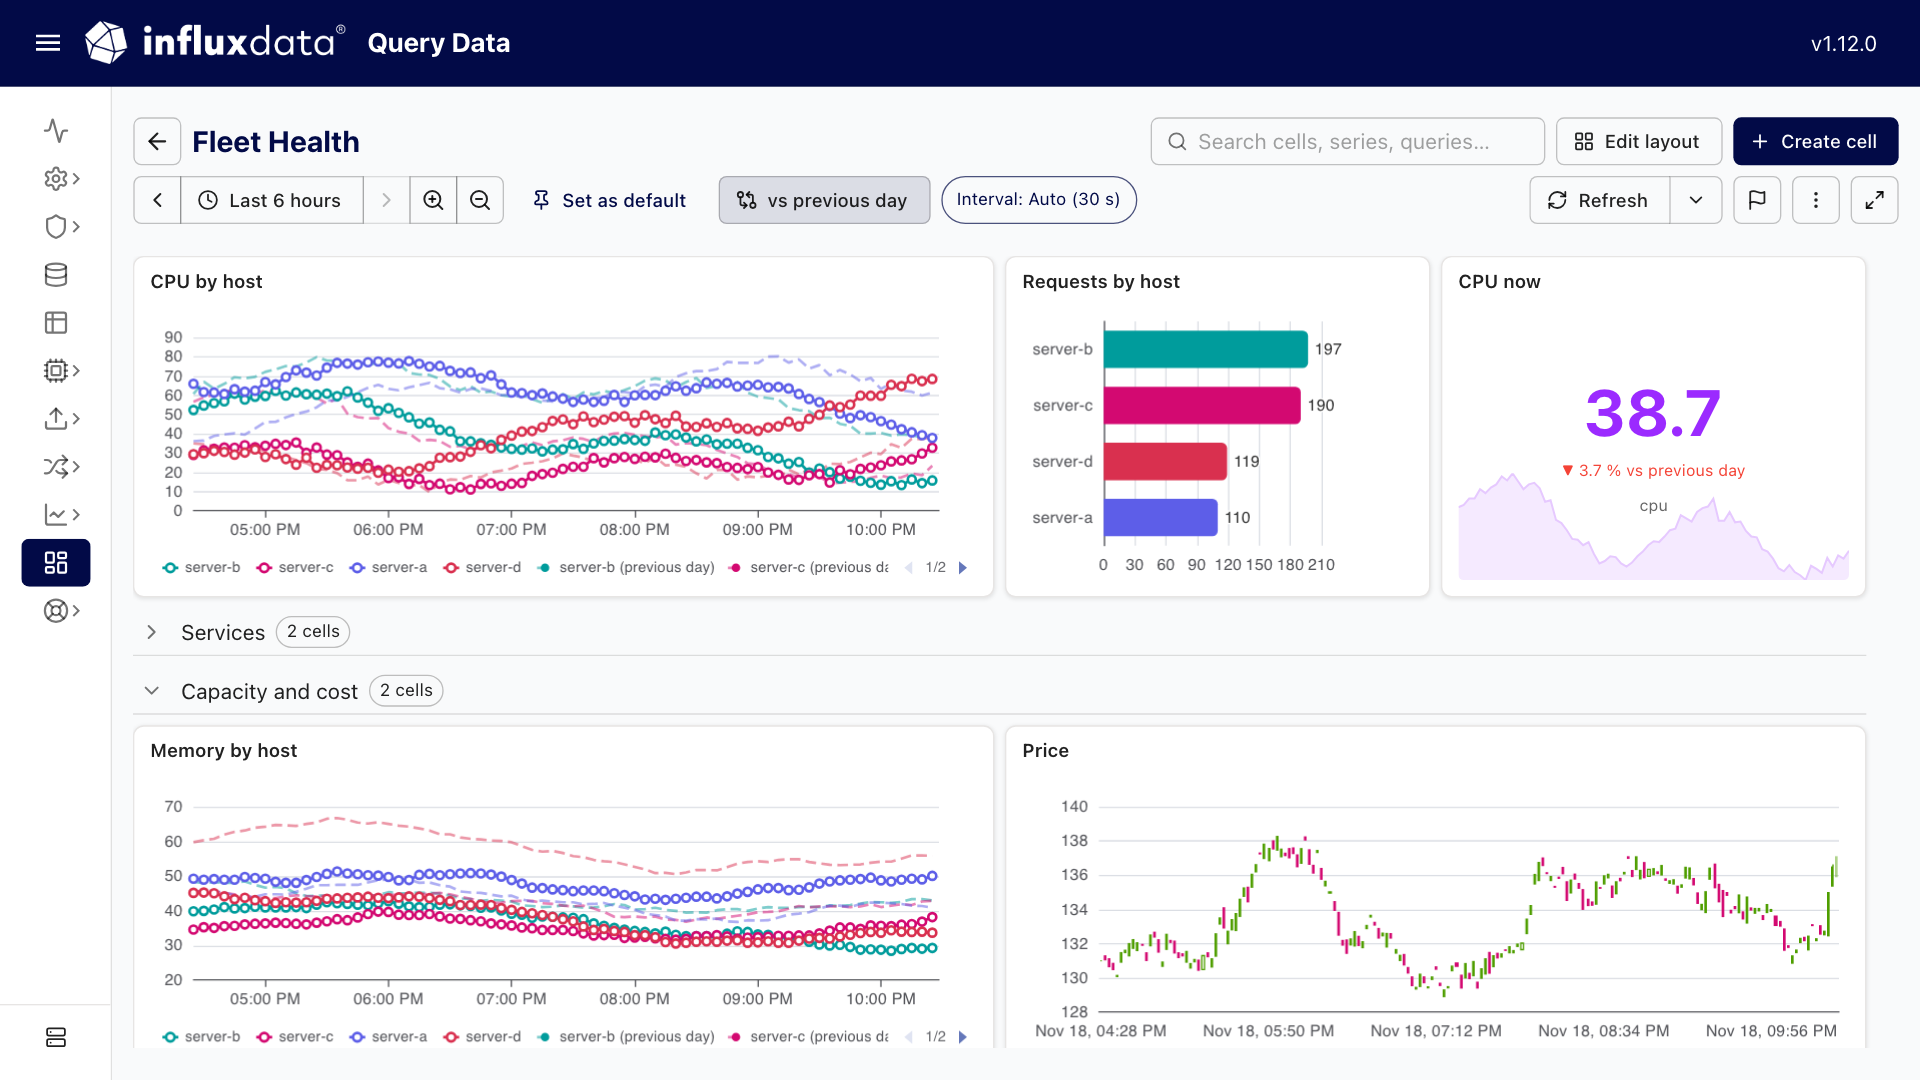 influxdata® Query Data
v1.12.0
Fleet Health
Search cells, series, queries...
Edit layout
Create cell
Last 6 hours
Set as default
vs previous day
Interval: Auto (30 s)
Refresh
CPU by host
90
80
70
60
50
40
30
20
10
0
05:00 PM 06:00 PM 07:00 PM 08:00 PM 09:00 PM 10:00 PM
server-b server-c server-a server-d server-b (previous day) server-c (previous da 1/2
Requests by host
server-b 197
server-c 190
server-d 119
server-a 110
0 30 60 90 120 150 180 210
CPU now
38.7
▼ 3.7 % vs previous day
cpu
Services 2 cells
Capacity and cost 2 cells
Memory by host
70
60
50
40
30
20
05:00 PM 06:00 PM 07:00 PM 08:00 PM 09:00 PM 10:00 PM
server-b server-c server-a server-d server-b (previous day) server-c (previous da 1/2
Price
140
138
136
134
132
130
128
Nov 18, 04:28 PM Nov 18, 05:50 PM Nov 18, 07:12 PM Nov 18, 08:34 PM Nov 18, 09:56 PM